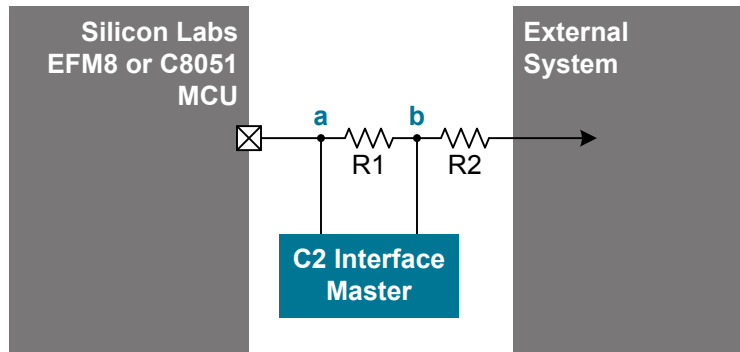 Silicon Labs
EFM8 or C8051
MCU
External
System
a
b
R1
R2
C2 Interface
Master